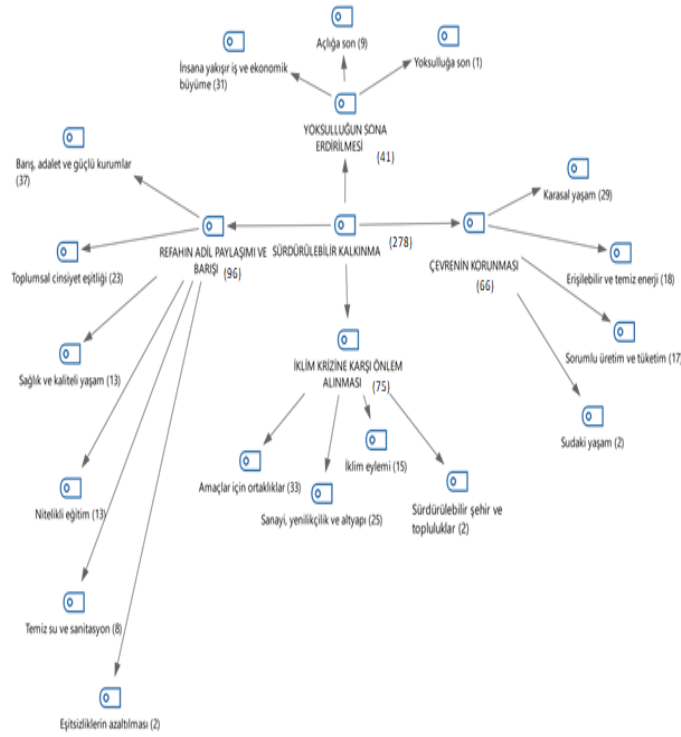 Açlığa son (9)
Yoksulluğa son (1)
İnsana yakışır iş ve ekonomik
büyüme (31)
YOKSULLUĞUN SONA
ERDİRİLMESİ
(41)
Barış, adalet ve güçlü kurumlar
(37)
Karasal yaşam (29)
REFAHIN ADİL PAYLAŞIMI VE
BARIŞI (96)
SÜRDÜRÜLEBİLİR KALKINMA
(278)
ÇEVRENİN KORUNMASI
(66)
Toplumsal cinsiyet eşitliği (23)
Erişilebilir ve temiz enerji (18)
Sağlık ve kaliteli yaşam (13)
İKLİM KRİZİNE KARŞI ÖNLEM
ALINMASI (75)
Sorumlu üretim ve tüketim (17)
Sudaki yaşam (2)
İklim eylemi (15)
Amaçlar için ortaklıklar (33)
Sanayi, yenilikçilik ve altyapı (25)
Sürdürülebilir şehir ve
topluluklar (2)
Nitelikli eğitim (13)
Temiz su ve sanitasyon (8)
Eşitsizliklerin azaltılması (2)